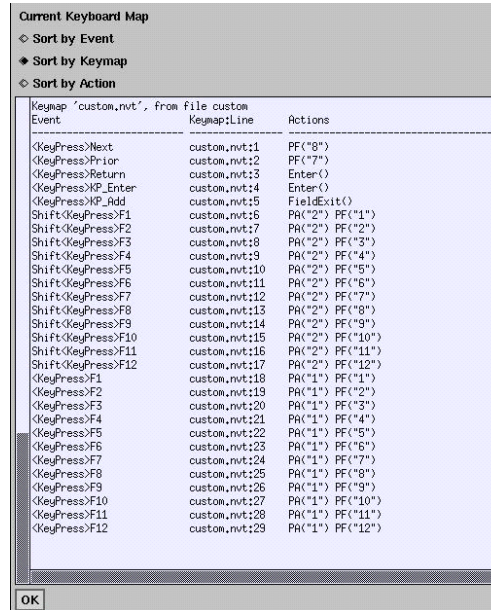 Current Keyboard Map
Sort by Event
Sort by Keymap
Sort by Action
Keymap 'custom.nvt', from file custom
Event Keymap:Line Actions
<KeyPress>Next custom.nvt:1 PF("8")
<KeyPress>Prior custom.nvt:2 PF("7")
<KeyPress>Return custom.nvt:3 Enter()
<KeyPress>KP_Enter custom.nvt:4 Enter()
<KeyPress>KP_Add custom.nvt:5 FieldExit()
Shift<KeyPress>F1 custom.nvt:6 PA("2") PF("1")
Shift<KeyPress>F2 custom.nvt:7 PA("2") PF("2")
Shift<KeyPress>F3 custom.nvt:8 PA("2") PF("3")
Shift<KeyPress>F4 custom.nvt:9 PA("2") PF("4")
Shift<KeyPress>F5 custom.nvt:10 PA("2") PF("5")
Shift<KeyPress>F6 custom.nvt:11 PA("2") PF("6")
Shift<KeyPress>F7 custom.nvt:12 PA("2") PF("7")
Shift<KeyPress>F8 custom.nvt:13 PA("2") PF("8")
Shift<KeyPress>F9 custom.nvt:14 PA("2") PF("9")
Shift<KeyPress>F10 custom.nvt:15 PA("2") PF("10")
Shift<KeyPress>F11 custom.nvt:16 PA("2") PF("11")
Shift<KeyPress>F12 custom.nvt:17 PA("2") PF("12")
<KeyPress>F1 custom.nvt:18 PA("1") PF("1")
<KeyPress>F2 custom.nvt:19 PA("1") PF("2")
<KeyPress>F3 custom.nvt:20 PA("1") PF("3")
<KeyPress>F4 custom.nvt:21 PA("1") PF("4")
<KeyPress>F5 custom.nvt:22 PA("1") PF("5")
<KeyPress>F6 custom.nvt:23 PA("1") PF("6")
<KeyPress>F7 custom.nvt:24 PA("1") PF("7")
<KeyPress>F8 custom.nvt:25 PA("1") PF("8")
<KeyPress>F9 custom.nvt:26 PA("1") PF("9")
<KeyPress>F10 custom.nvt:27 PA("1") PF("10")
<KeyPress>F11 custom.nvt:28 PA("1") PF("11")
<KeyPress>F12 custom.nvt:29 PA("1") PF("12")
OK